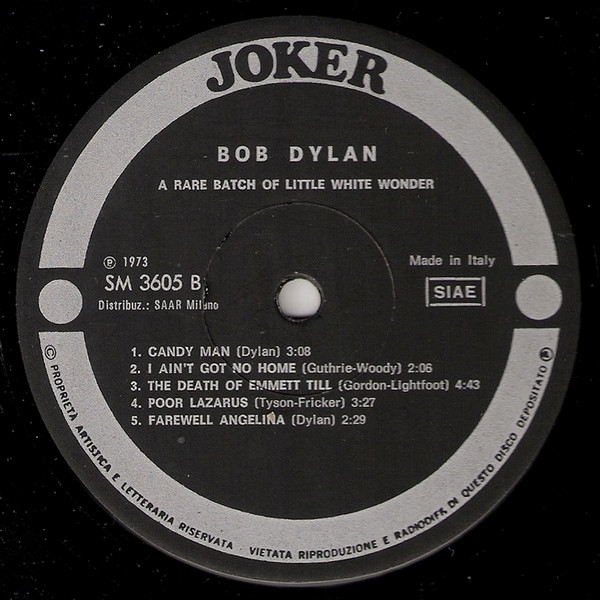 JOKER
BOB DYLAN
A RARE BATCH OF LITTLE WHITE WONDER
Ⓟ 1973
SM 3605 B
Distribuz.: SAAR Milano
Made in Italy
SIAE
1. CANDY MAN (Dylan) 3:08
2. I AIN'T GOT NO HOME (Guthrie-Woody) 2:06
3. THE DEATH OF EMMETT TILL (Gordon-Lightfoot) 4:43
4. POOR LAZARUS (Tyson-Fricker) 3:27
5. FAREWELL ANGELINA (Dylan) 2:29
© PROPRIETA ARTISTICA E LETTERARIA RISERVATA - VIETATA RIPRODUZIONE E RADIODIFF. DI QUESTO DISCO DEPOSITATO Ⓟ